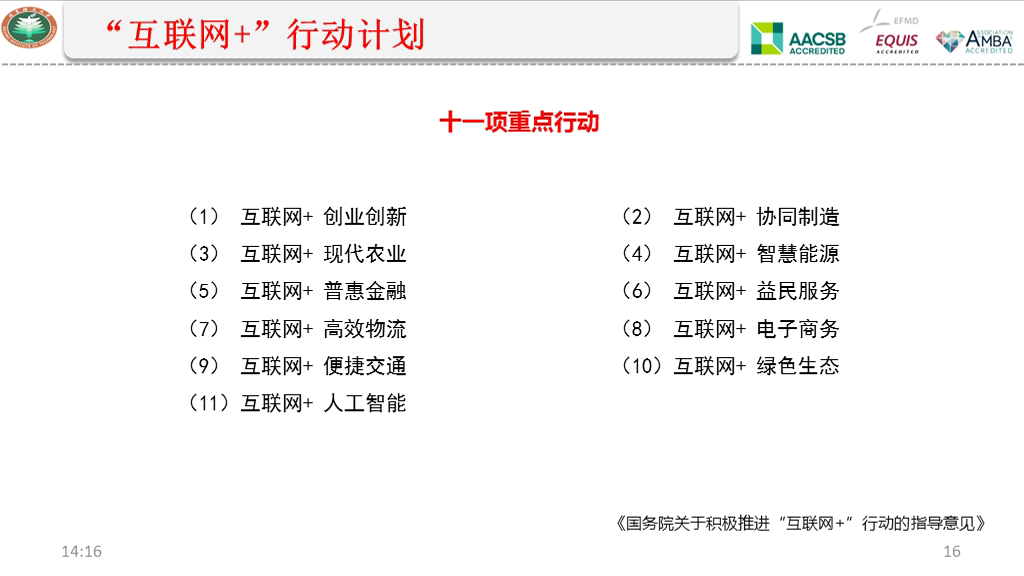 “互联网+”行动计划
AACSB
ACCREDITED
EFMD
EQUIS
ACCREDITED
ASSOCIATION
AMBA
ACCREDITED
十一项重点行动
（1） 互联网+ 创业创新
（2） 互联网+ 协同制造
（3） 互联网+ 现代农业
（4） 互联网+ 智慧能源
（5） 互联网+ 普惠金融
（6） 互联网+ 益民服务
（7） 互联网+ 高效物流
（8） 互联网+ 电子商务
（9） 互联网+ 便捷交通
（10）互联网+ 绿色生态
（11）互联网+ 人工智能
《国务院关于积极推进“互联网+”行动的指导意见》
14:16
16